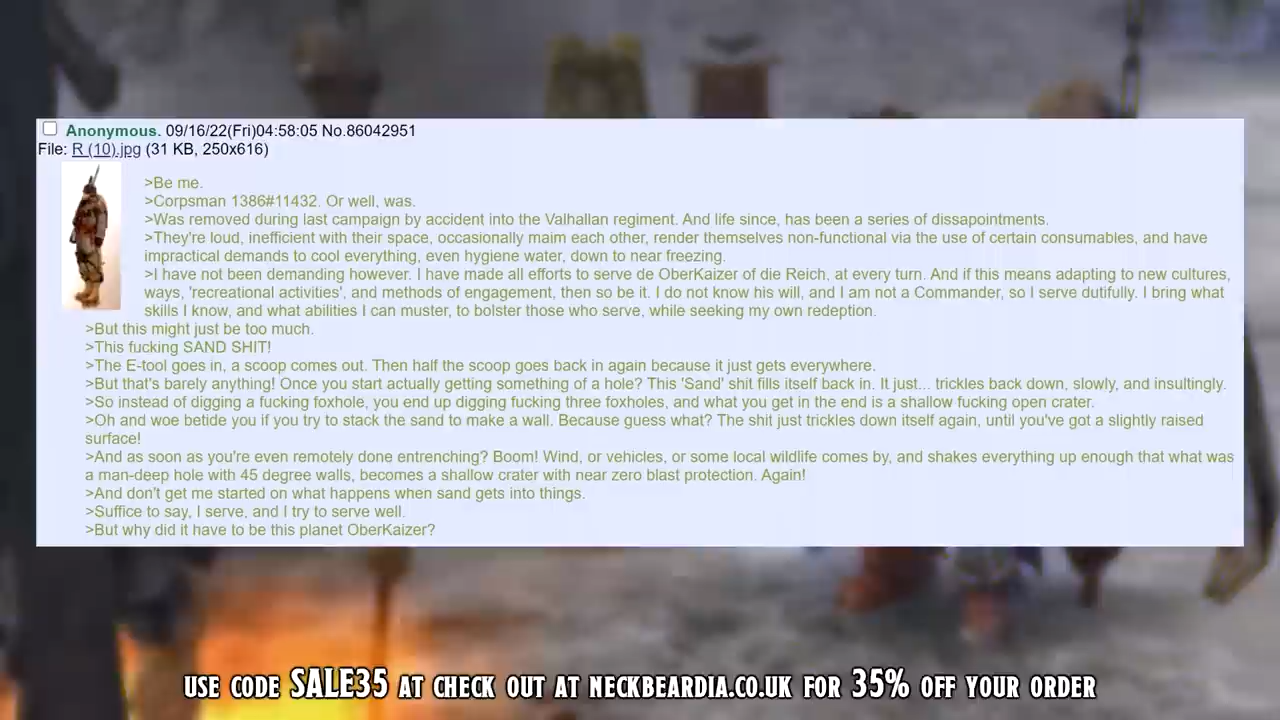 Anonymous. 09/16/22(Fri)04:58:05 No.86042951
File: R (10).jpg (31 KB, 250x616)
>Be me.
>Corpsman 1386#11432. Or well, was.
>Was removed during last campaign by accident into the Valhallan regiment. And life since, has been a series of dissapointments.
>They're loud, inefficient with their space, occasionally maim each other, render themselves non-functional via the use of certain consumables, and have
impractical demands to cool everything, even hygiene water, down to near freezing.
>I have not been demanding however. I have made all efforts to serve de OberKaizer of die Reich, at every turn. And if this means adapting to new cultures,
ways, 'recreational activities', and methods of engagement, then so be it. I do not know his will, and I am not a Commander, so I serve dutifully. I bring what
skills I know, and what abilities I can muster, to bolster those who serve, while seeking my own redeption.
>But this might just be too much.
>This fucking SAND SHIT!
>The E-tool goes in, a scoop comes out. Then half the scoop goes back in again because it just gets everywhere.
>But that's barely anything! Once you start actually getting something of a hole? This 'Sand' shit fills itself back in. It just... trickles back down, slowly, and insultingly.
>So instead of digging a fucking foxhole, you end up digging fucking three foxholes, and what you get in the end is a shallow fucking open crater.
>Oh and woe betide you if you try to stack the sand to make a wall. Because guess what? The shit just trickles down itself again, until you've got a slightly raised
surface!
>And as soon as you're even remotely done entrenching? Boom! Wind, or vehicles, or some local wildlife comes by, and shakes everything up enough that what was
a man-deep hole with 45 degree walls, becomes a shallow crater with near zero blast protection. Again!
>And don't get me started on what happens when sand gets into things.
>Suffice to say, I serve, and I try to serve well.
>But why did it have to be this planet OberKaizer?
USE CODE SALE35 AT CHECK OUT AT NECKBEARDIA.CO.UK FOR 35% OFF YOUR ORDER